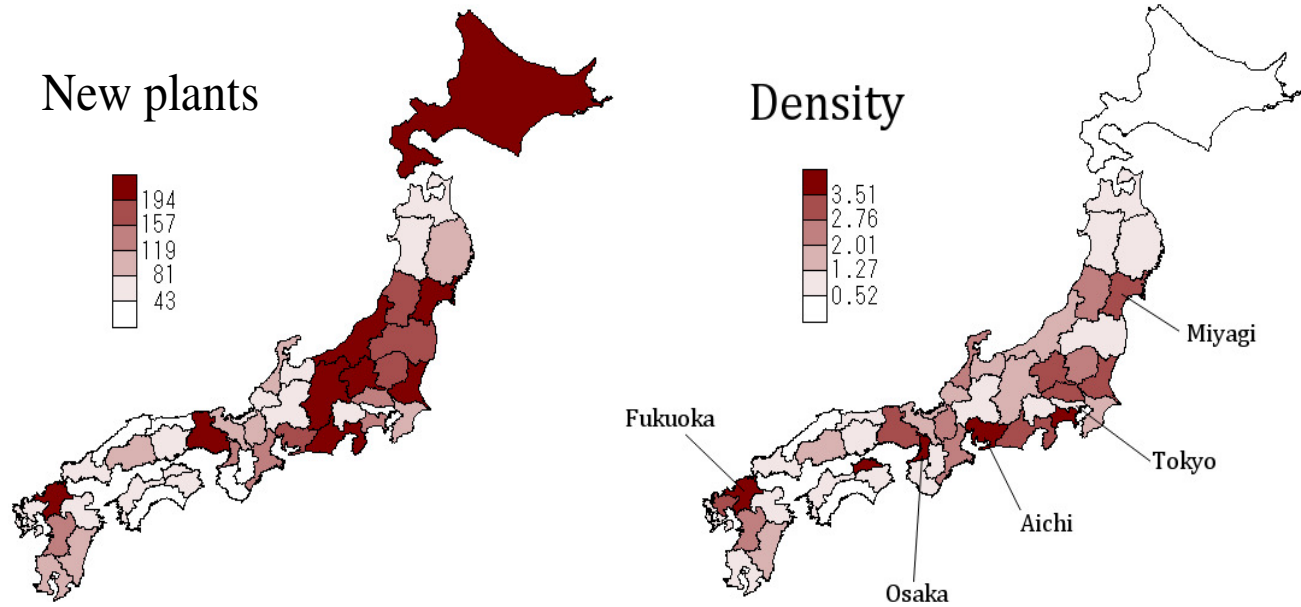 New plants
194
157
119
81
43
Density
3.51
2.76
2.01
1.27
0.52
Miyagi
Fukuoka
Tokyo
Aichi
Osaka